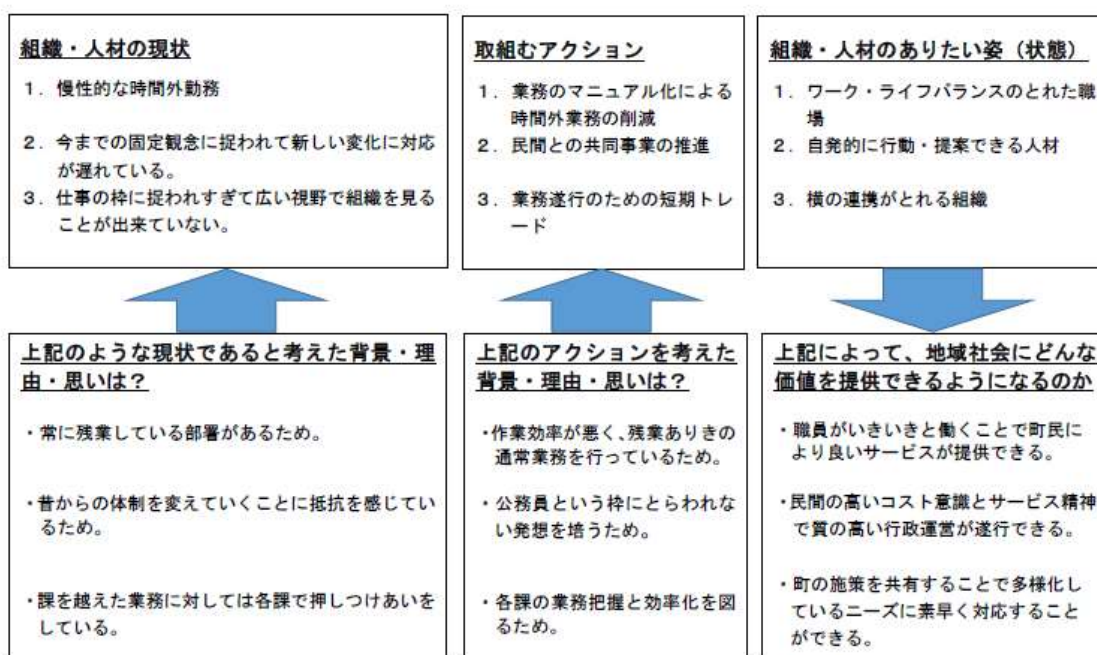 組織・人材の現状
1．慢性的な時間外勤務
2．今までの固定観念に捉われて新しい変化に対応
が遅れている。
3．仕事の枠に捉われすぎて広い視野で組織を見る
ことが出来ていない。
取組むアクション
1．業務のマニュアル化による
時間外業務の削減
2．民間との共同事業の推進
3．業務遂行のための短期トレ
ード
組織・人材のありたい姿（状態）
1．ワーク・ライフバランスのとれた職
場
2．自発的に行動・提案できる人材
3．横の連携がとれる組織
上記のような現状であると考えた背景・理
由・思いは？
・常に残業している部署があるため。
・昔からの体制を変えていくことに抵抗を感じてい
るため。
・課を越えた業務に対しては各課で押しつけあいを
している。
上記のアクションを考えた
背景・理由・思いは？
・作業効率が悪く、残業ありきの
通常業務を行っているため。
・公務員という枠にとらわれな
い発想を培うため。
・各課の業務把握と効率化を図
るため。
上記によって、地域社会にどんな
価値を提供できるようになるのか
・職員がいきいきと働くことで町民に
より良いサービスが提供できる。
・民間の高いコスト意識とサービス精神
で質の高い行政運営が遂行できる。
・町の施策を共有することで多様化し
ているニーズに素早く対応すること
ができる。